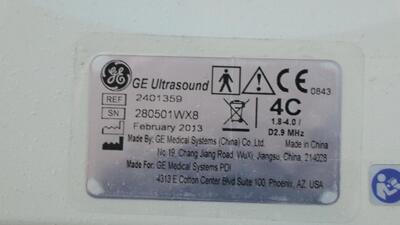 GE Ultrasound
0843
REF 2401359
SN 280501WX8
4C
February 2013
1.8-4.0 /
D2.9 MHz
Made By: GE Medical Systems (China) Co. Ltd. Made in China
No.19, Chang Jiang Road, WuXi, Jiangsu, China, 214028
Made For: GE Medical Systems PDI
4313 E Cotton Center Blvd Suite 100, Phoenix, AZ. USA